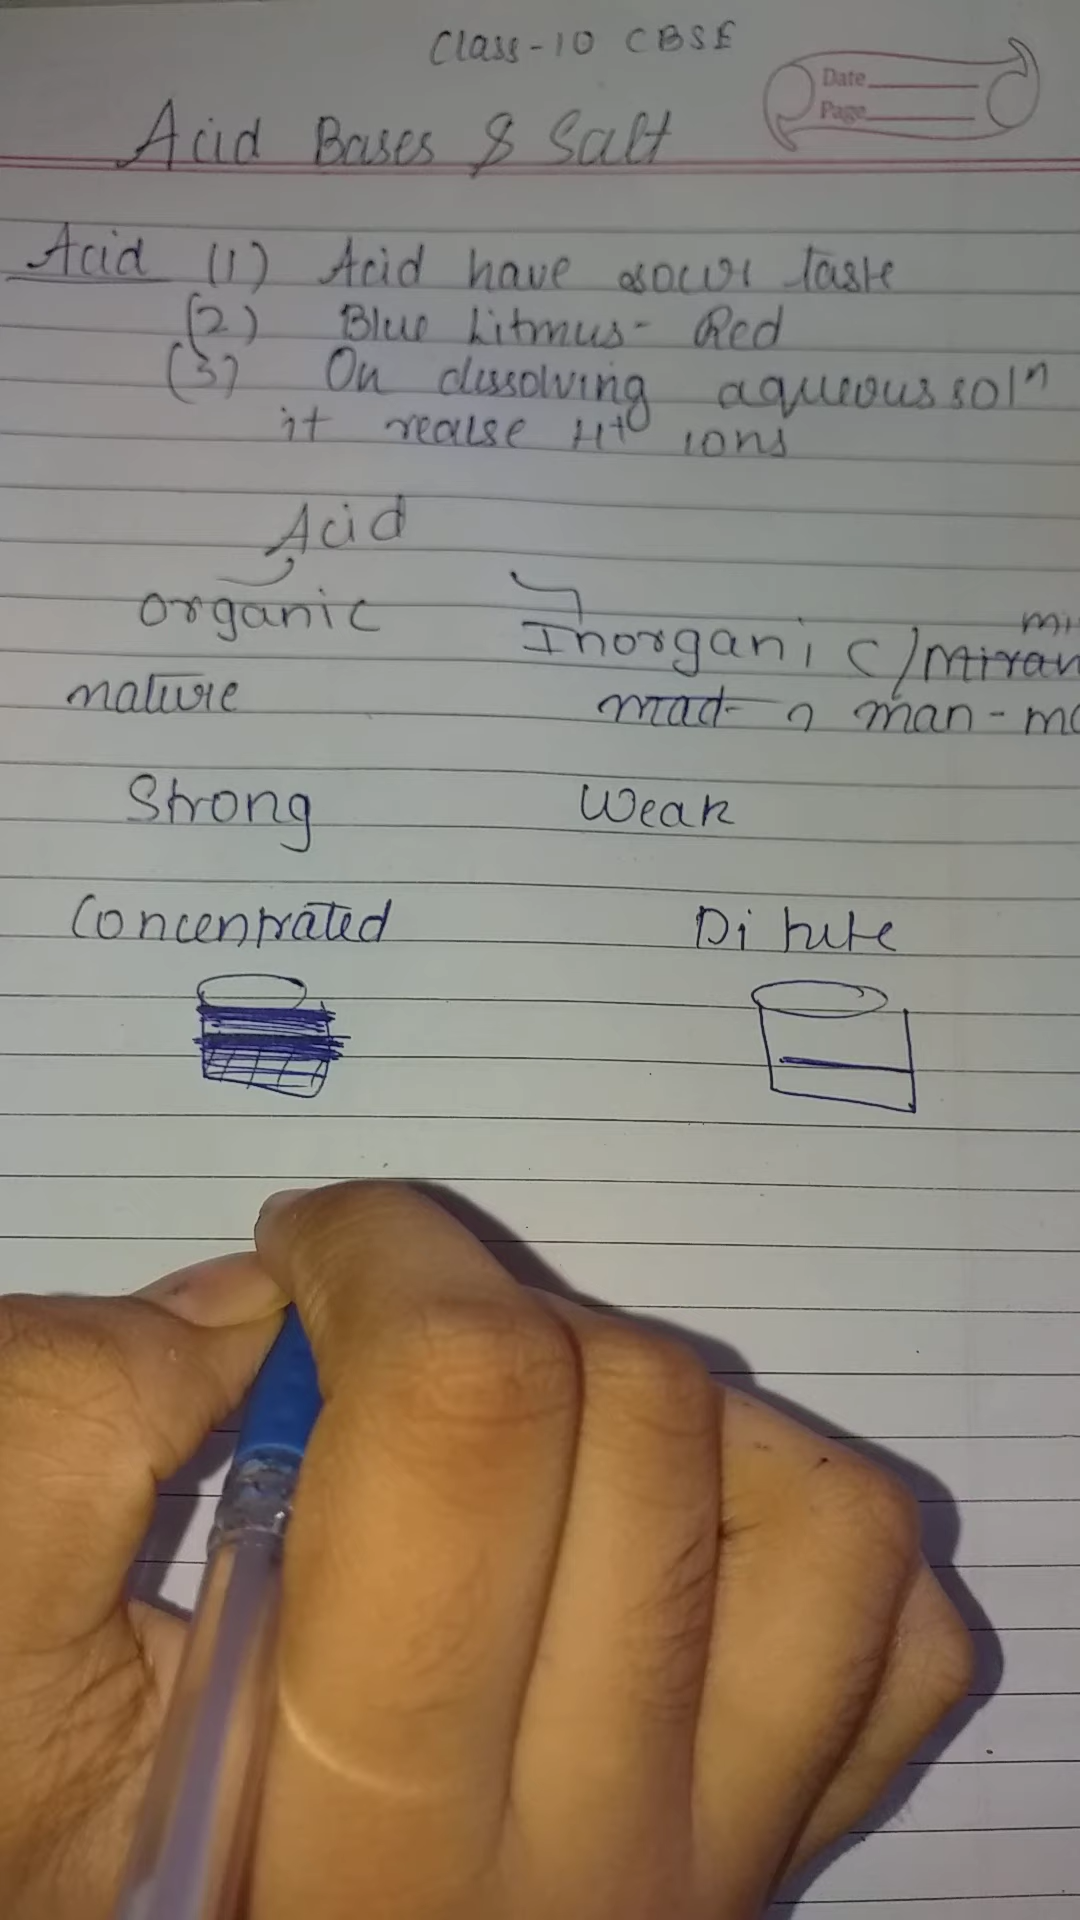 Class-10 CBSE
Date
Page
Acid Bases & Salt
Acid (1) Acid have sour taste
(2) Blue Litmus- Red
(3) On dissolving aqueous solⁿ
it realse H⁺ ions
Acid
organic
Inorganic/
nature
man-
Strong Weak
Concentrated Dilute